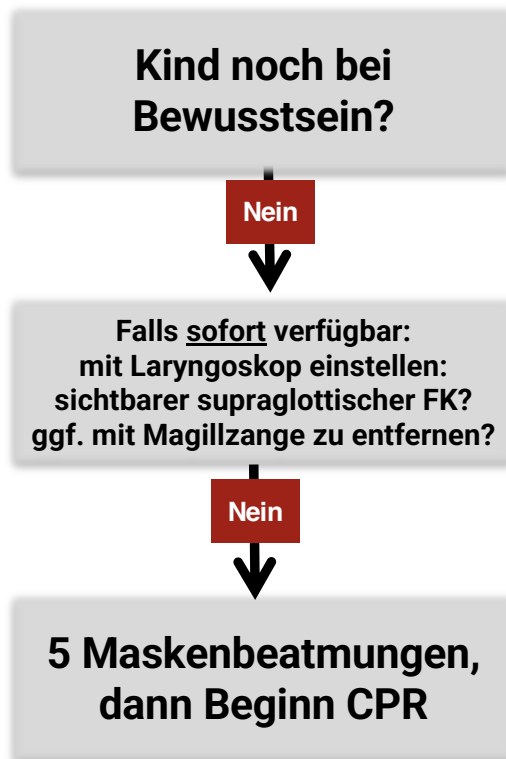 Kind noch bei
Bewusstsein?
Nein
Falls sofort verfügbar:
mit Laryngoskop einstellen:
sichtbarer supraglottischer FK?
ggf. mit Magillzange zu entfernen?
Nein
5 Maskenbeatmungen,
dann Beginn CPR